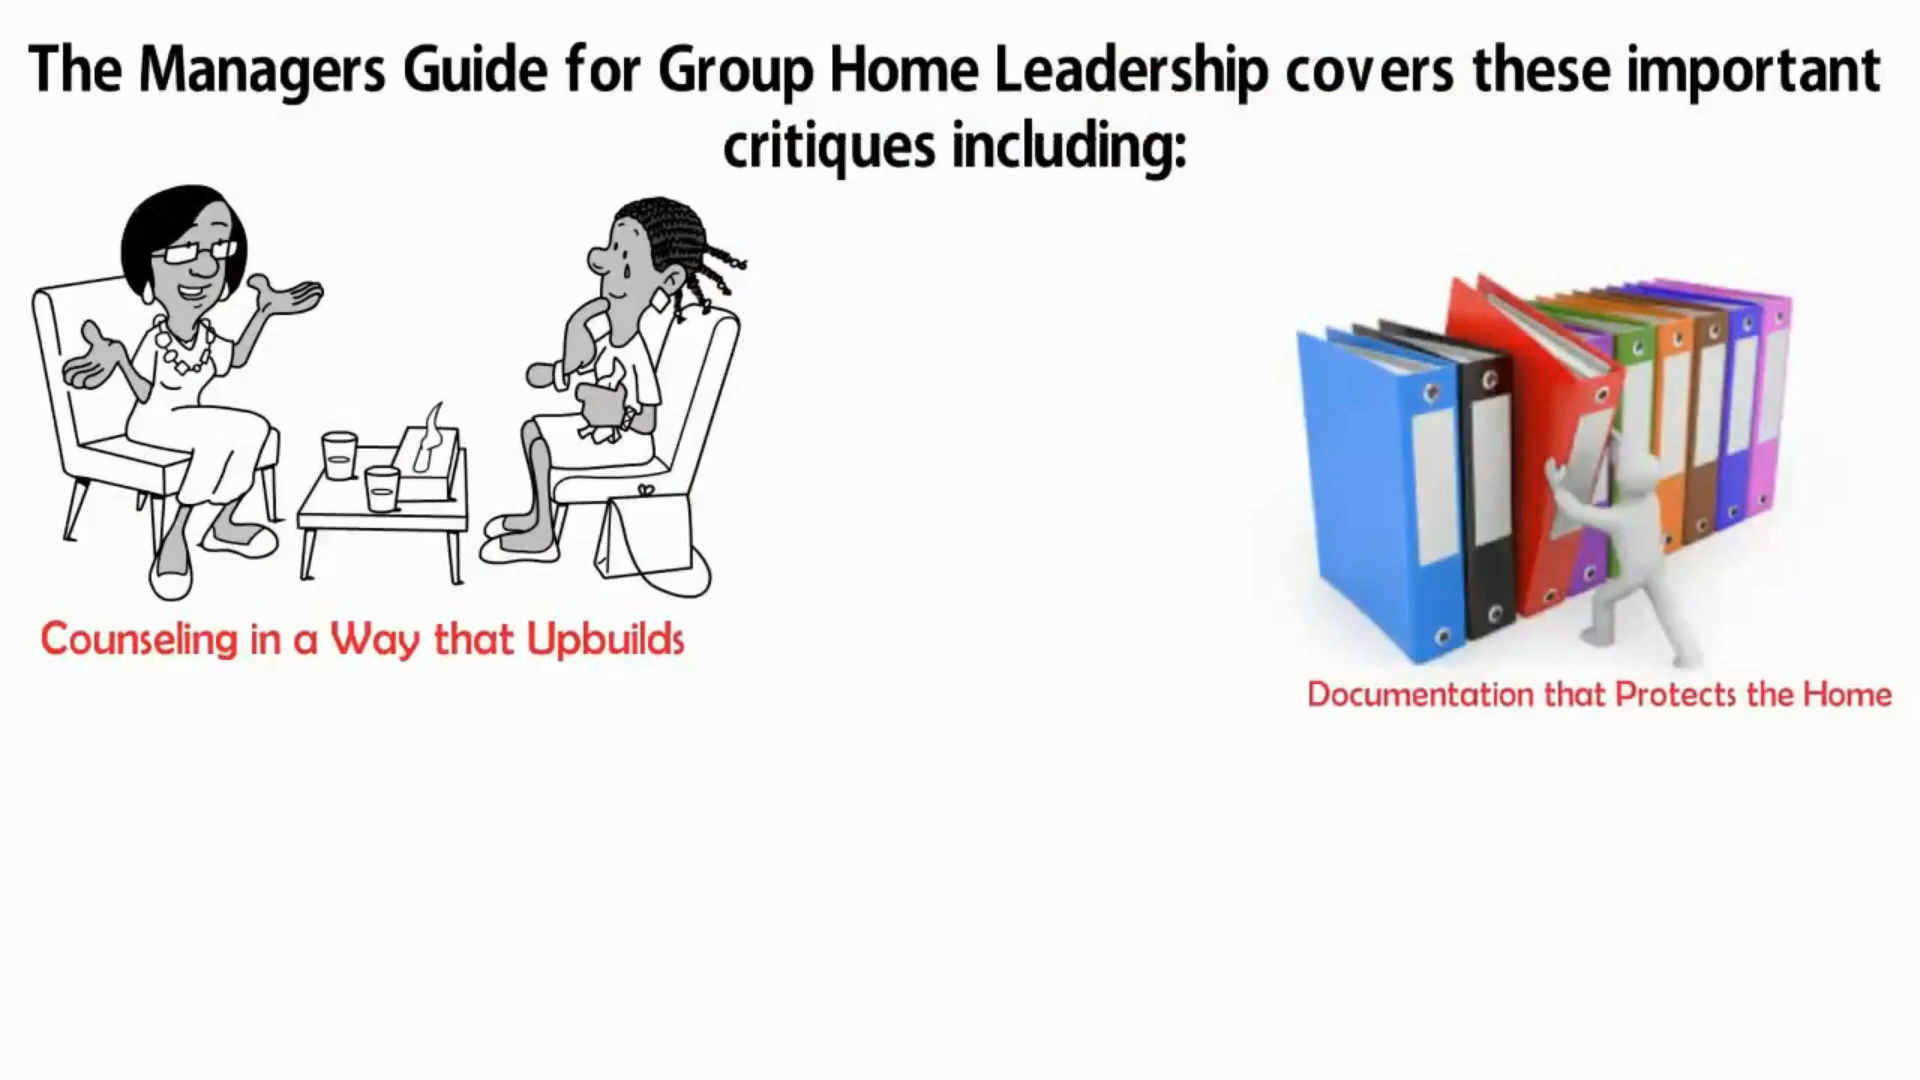 The Managers Guide for Group Home Leadership covers these important
critiques including:
Counseling in a Way that Upbuilds
Documentation that Protects the Home